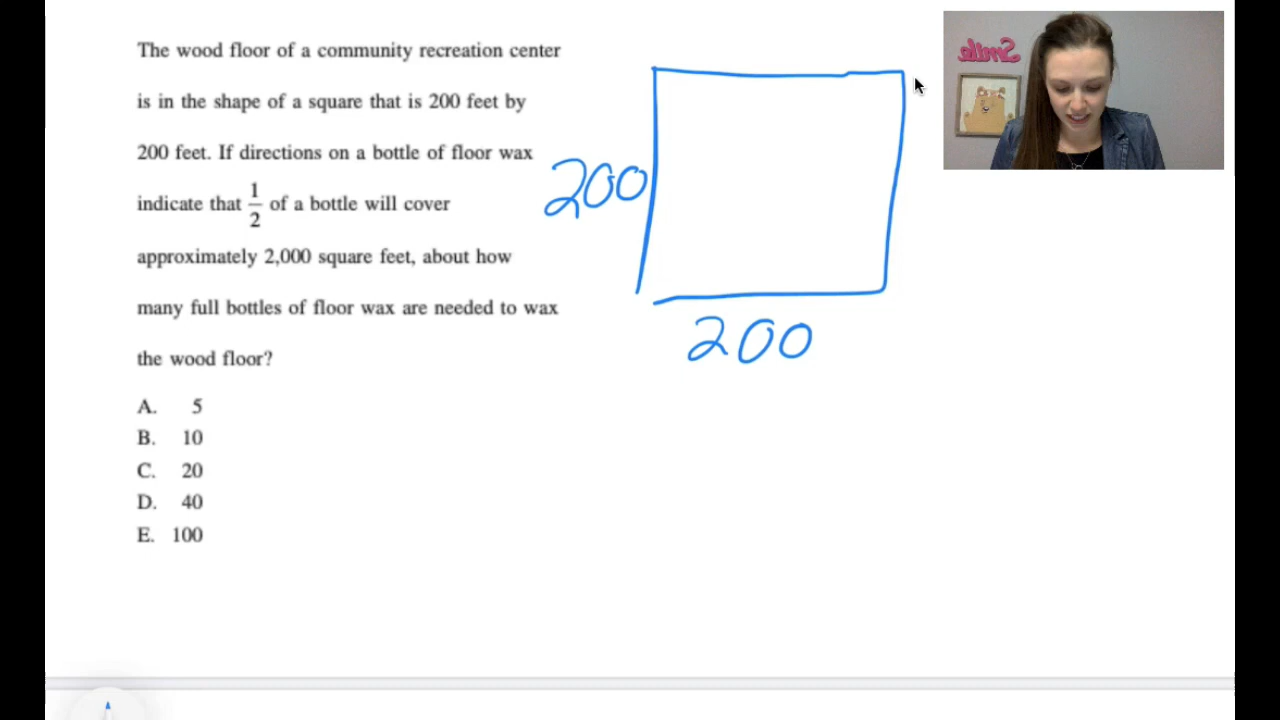 The wood floor of a community recreation center
is in the shape of a square that is 200 feet by
200 feet. If directions on a bottle of floor wax
indicate that 1/2 of a bottle will cover
approximately 2,000 square feet, about how
many full bottles of floor wax are needed to wax
the wood floor?
A. 5
B. 10
C. 20
D. 40
E. 100
200
200
Smile